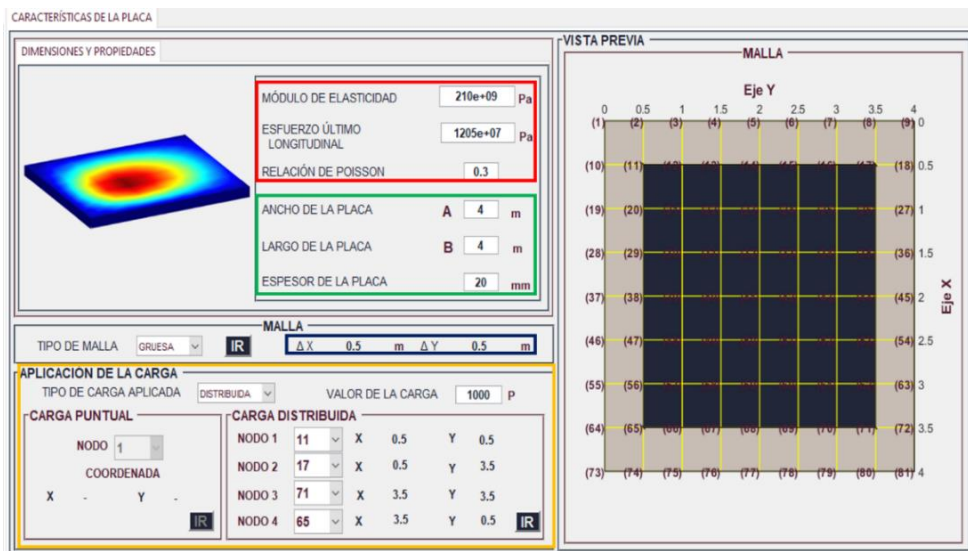 CARACTERÍSTICAS DE LA PLACA
DIMENSIONES Y PROPIEDADES
MÓDULO DE ELASTICIDAD 210e+09 Pa
ESFUERZO ÚLTIMO
LONGITUDINAL 1205e+07 Pa
RELACIÓN DE POISSON 0.3
ANCHO DE LA PLACA A 4 m
LARGO DE LA PLACA B 4 m
ESPESOR DE LA PLACA 20 mm
MALLA
TIPO DE MALLA GRUESA IR Δ X 0.5 m Δ Y 0.5 m
APLICACIÓN DE LA CARGA
TIPO DE CARGA APLICADA DISTRIBUIDA VALOR DE LA CARGA 1000 P
CARGA PUNTUAL
NODO 1
COORDENADA
X - Y -
IR
CARGA DISTRIBUIDA
NODO 1 11 X 0.5 Y 0.5
NODO 2 17 X 0.5 Y 3.5
NODO 3 71 X 3.5 Y 3.5
NODO 4 65 X 3.5 Y 0.5 IR
VISTA PREVIA
MALLA
Eje Y
0 0.5 1 1.5 2 2.5 3 3.5 4
(1) (2) (3) (4) (5) (6) (7) (8) (9) 0
(10) (11) (18) 0.5
(19) (20) (27) 1
(28) (29) (36) 1.5
(37) (38) (45) 2
(46) (47) (54) 2.5
(55) (56) (63) 3
(64) (65) (72) 3.5
(73) (74) (75) (76) (77) (78) (79) (80) (81) 4
Eje X